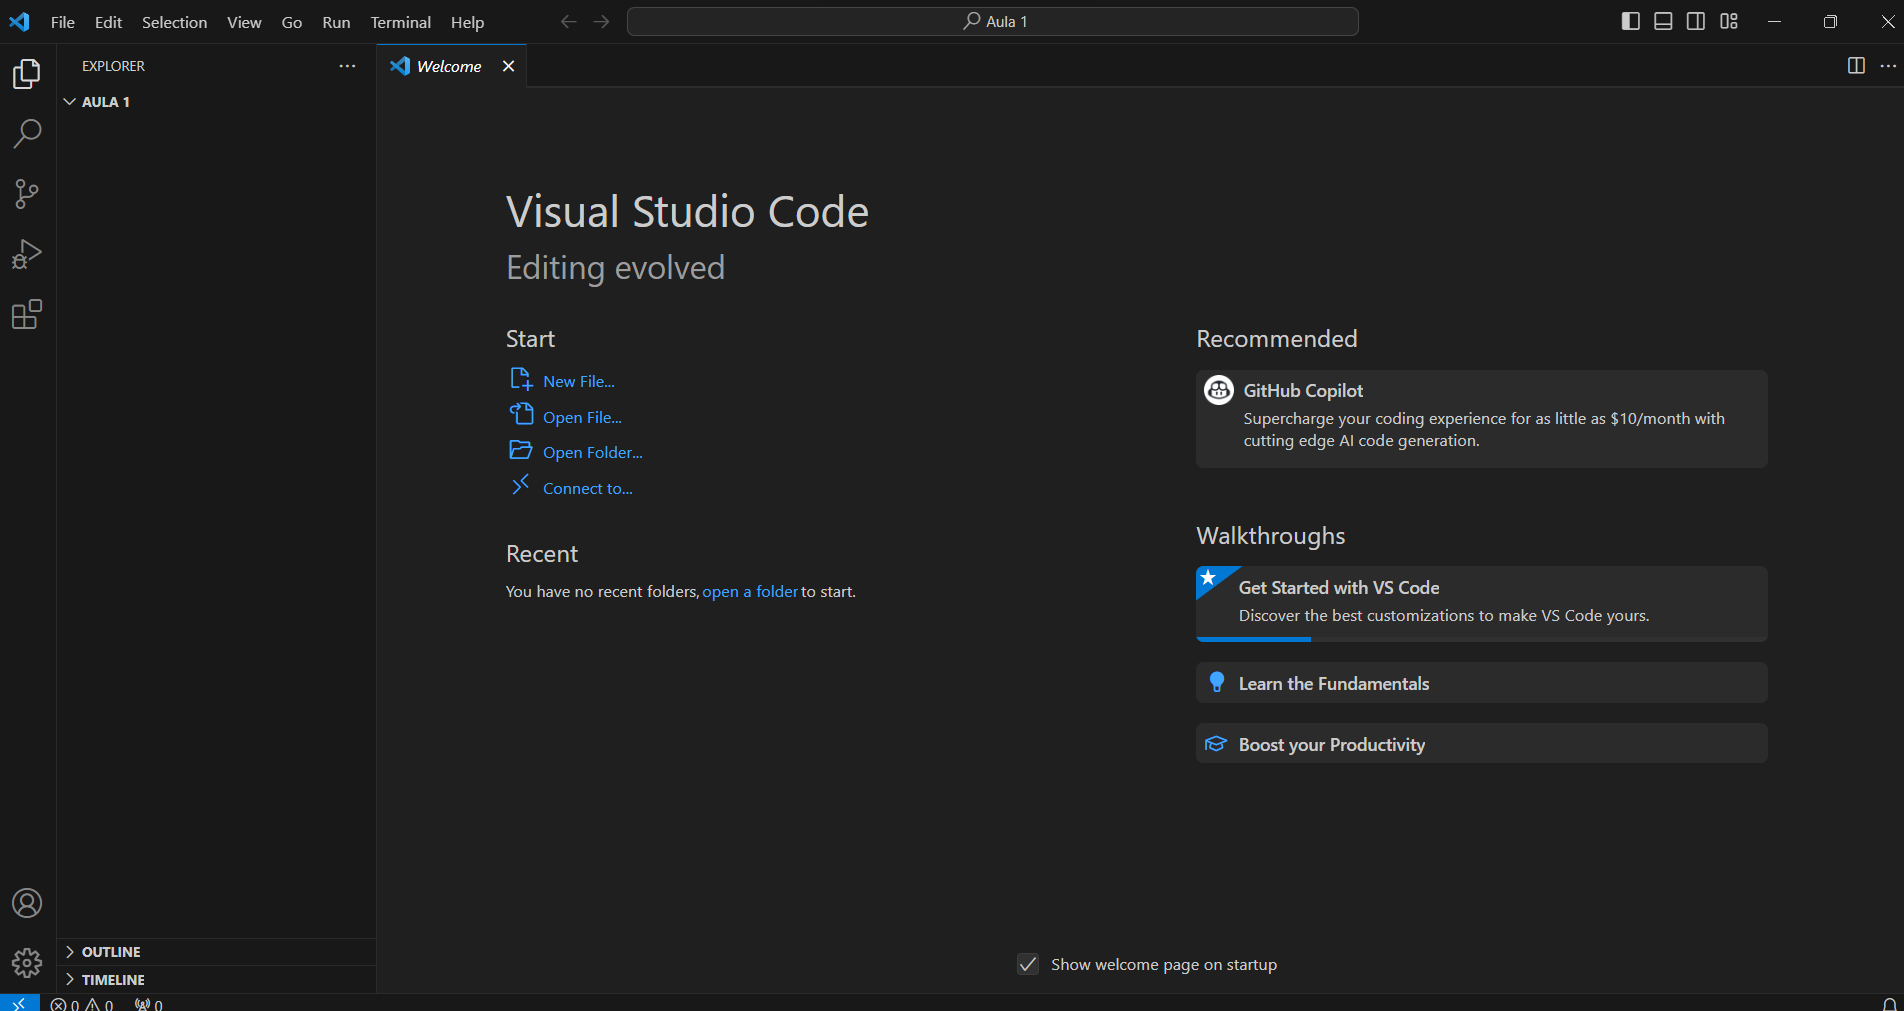 File Edit Selection View Go Run Terminal Help
Aula 1
EXPLORER
Welcome
AULA 1
Visual Studio Code
Editing evolved
Start
New File...
Open File...
Open Folder...
Connect to...
Recent
You have no recent folders, open a folder to start.
Recommended
GitHub Copilot
Supercharge your coding experience for as little as $10/month with
cutting edge AI code generation.
Walkthroughs
Get Started with VS Code
Discover the best customizations to make VS Code yours.
Learn the Fundamentals
Boost your Productivity
Show welcome page on startup
OUTLINE
TIMELINE
0 0 0